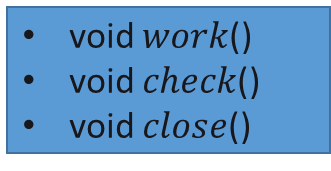 • void work()
• void check()
• void close()